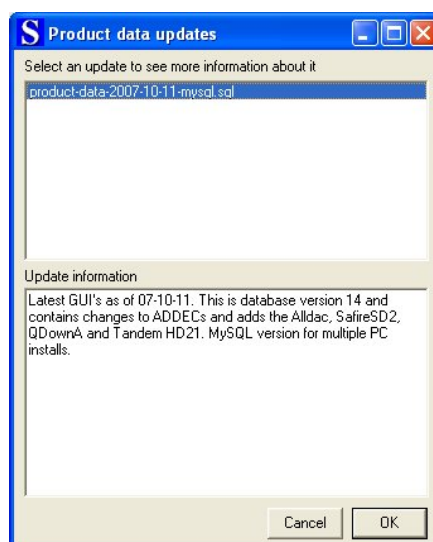 S Product data updates
Select an update to see more information about it
product-data-2007-10-11-mysql.sql
Update information
Latest GUI's as of 07-10-11. This is database version 14 and
contains changes to ADDECs and adds the Alldac, SafireSD2,
QDownA and Tandem HD21. MySQL version for multiple PC
installs.
Cancel OK